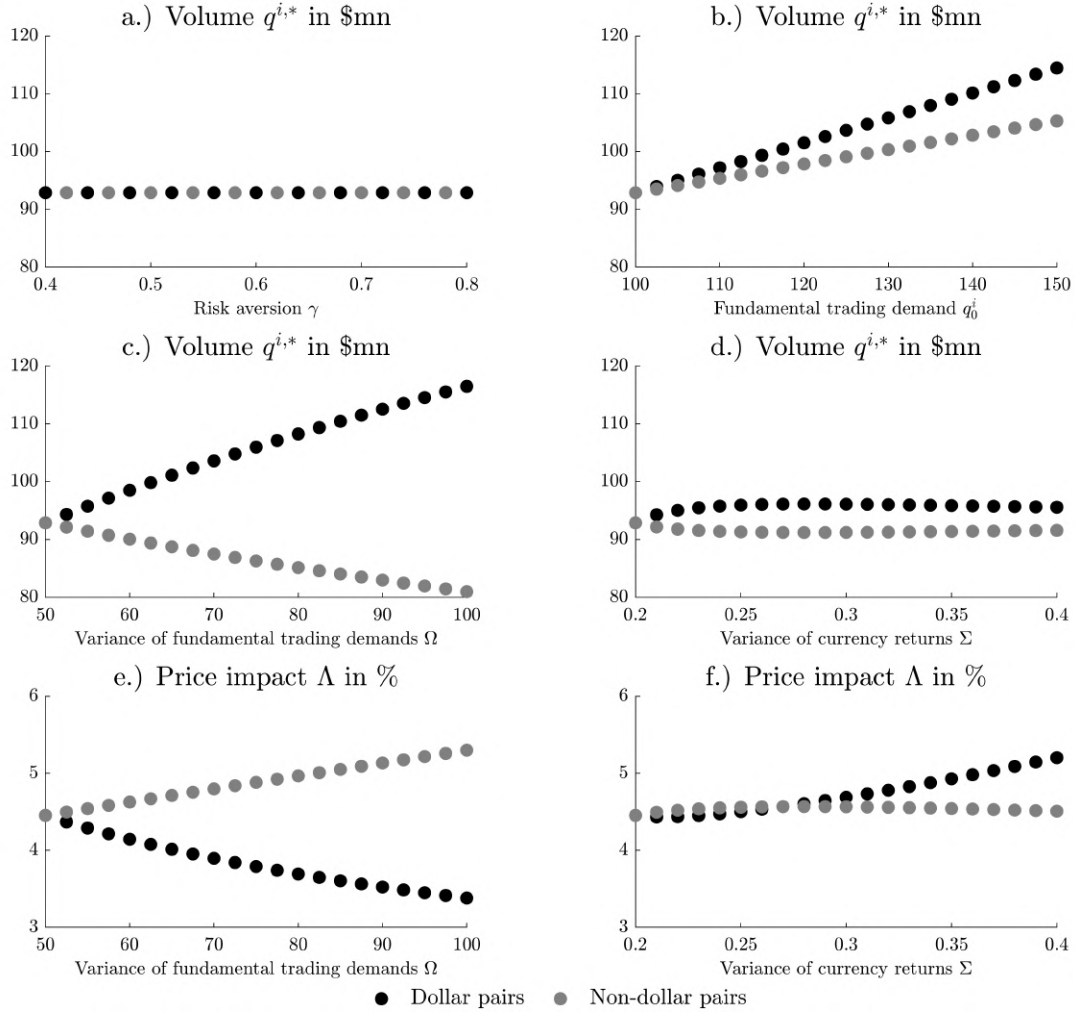 a.) Volume q^{i,*} in $mn
120
110
100
90
80
0.4 0.5 0.6 0.7 0.8
Risk aversion γ
b.) Volume q^{i,*} in $mn
120
110
100
90
80
100 110 120 130 140 150
Fundamental trading demand q_0^i
c.) Volume q^{i,*} in $mn
120
110
100
90
80
50 60 70 80 90 100
Variance of fundamental trading demands Ω
d.) Volume q^{i,*} in $mn
120
110
100
90
80
0.2 0.25 0.3 0.35 0.4
Variance of currency returns Σ
e.) Price impact Λ in %
6
5
4
3
50 60 70 80 90 100
Variance of fundamental trading demands Ω
f.) Price impact Λ in %
6
5
4
3
0.2 0.25 0.3 0.35 0.4
Variance of currency returns Σ
Dollar pairs Non-dollar pairs